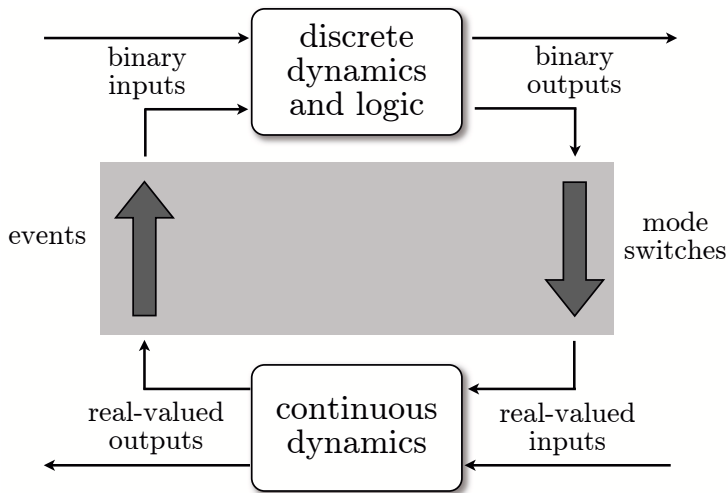 discrete
dynamics
and logic
binary
inputs
binary
outputs
events
mode
switches
continuous
dynamics
real-valued
outputs
real-valued
inputs